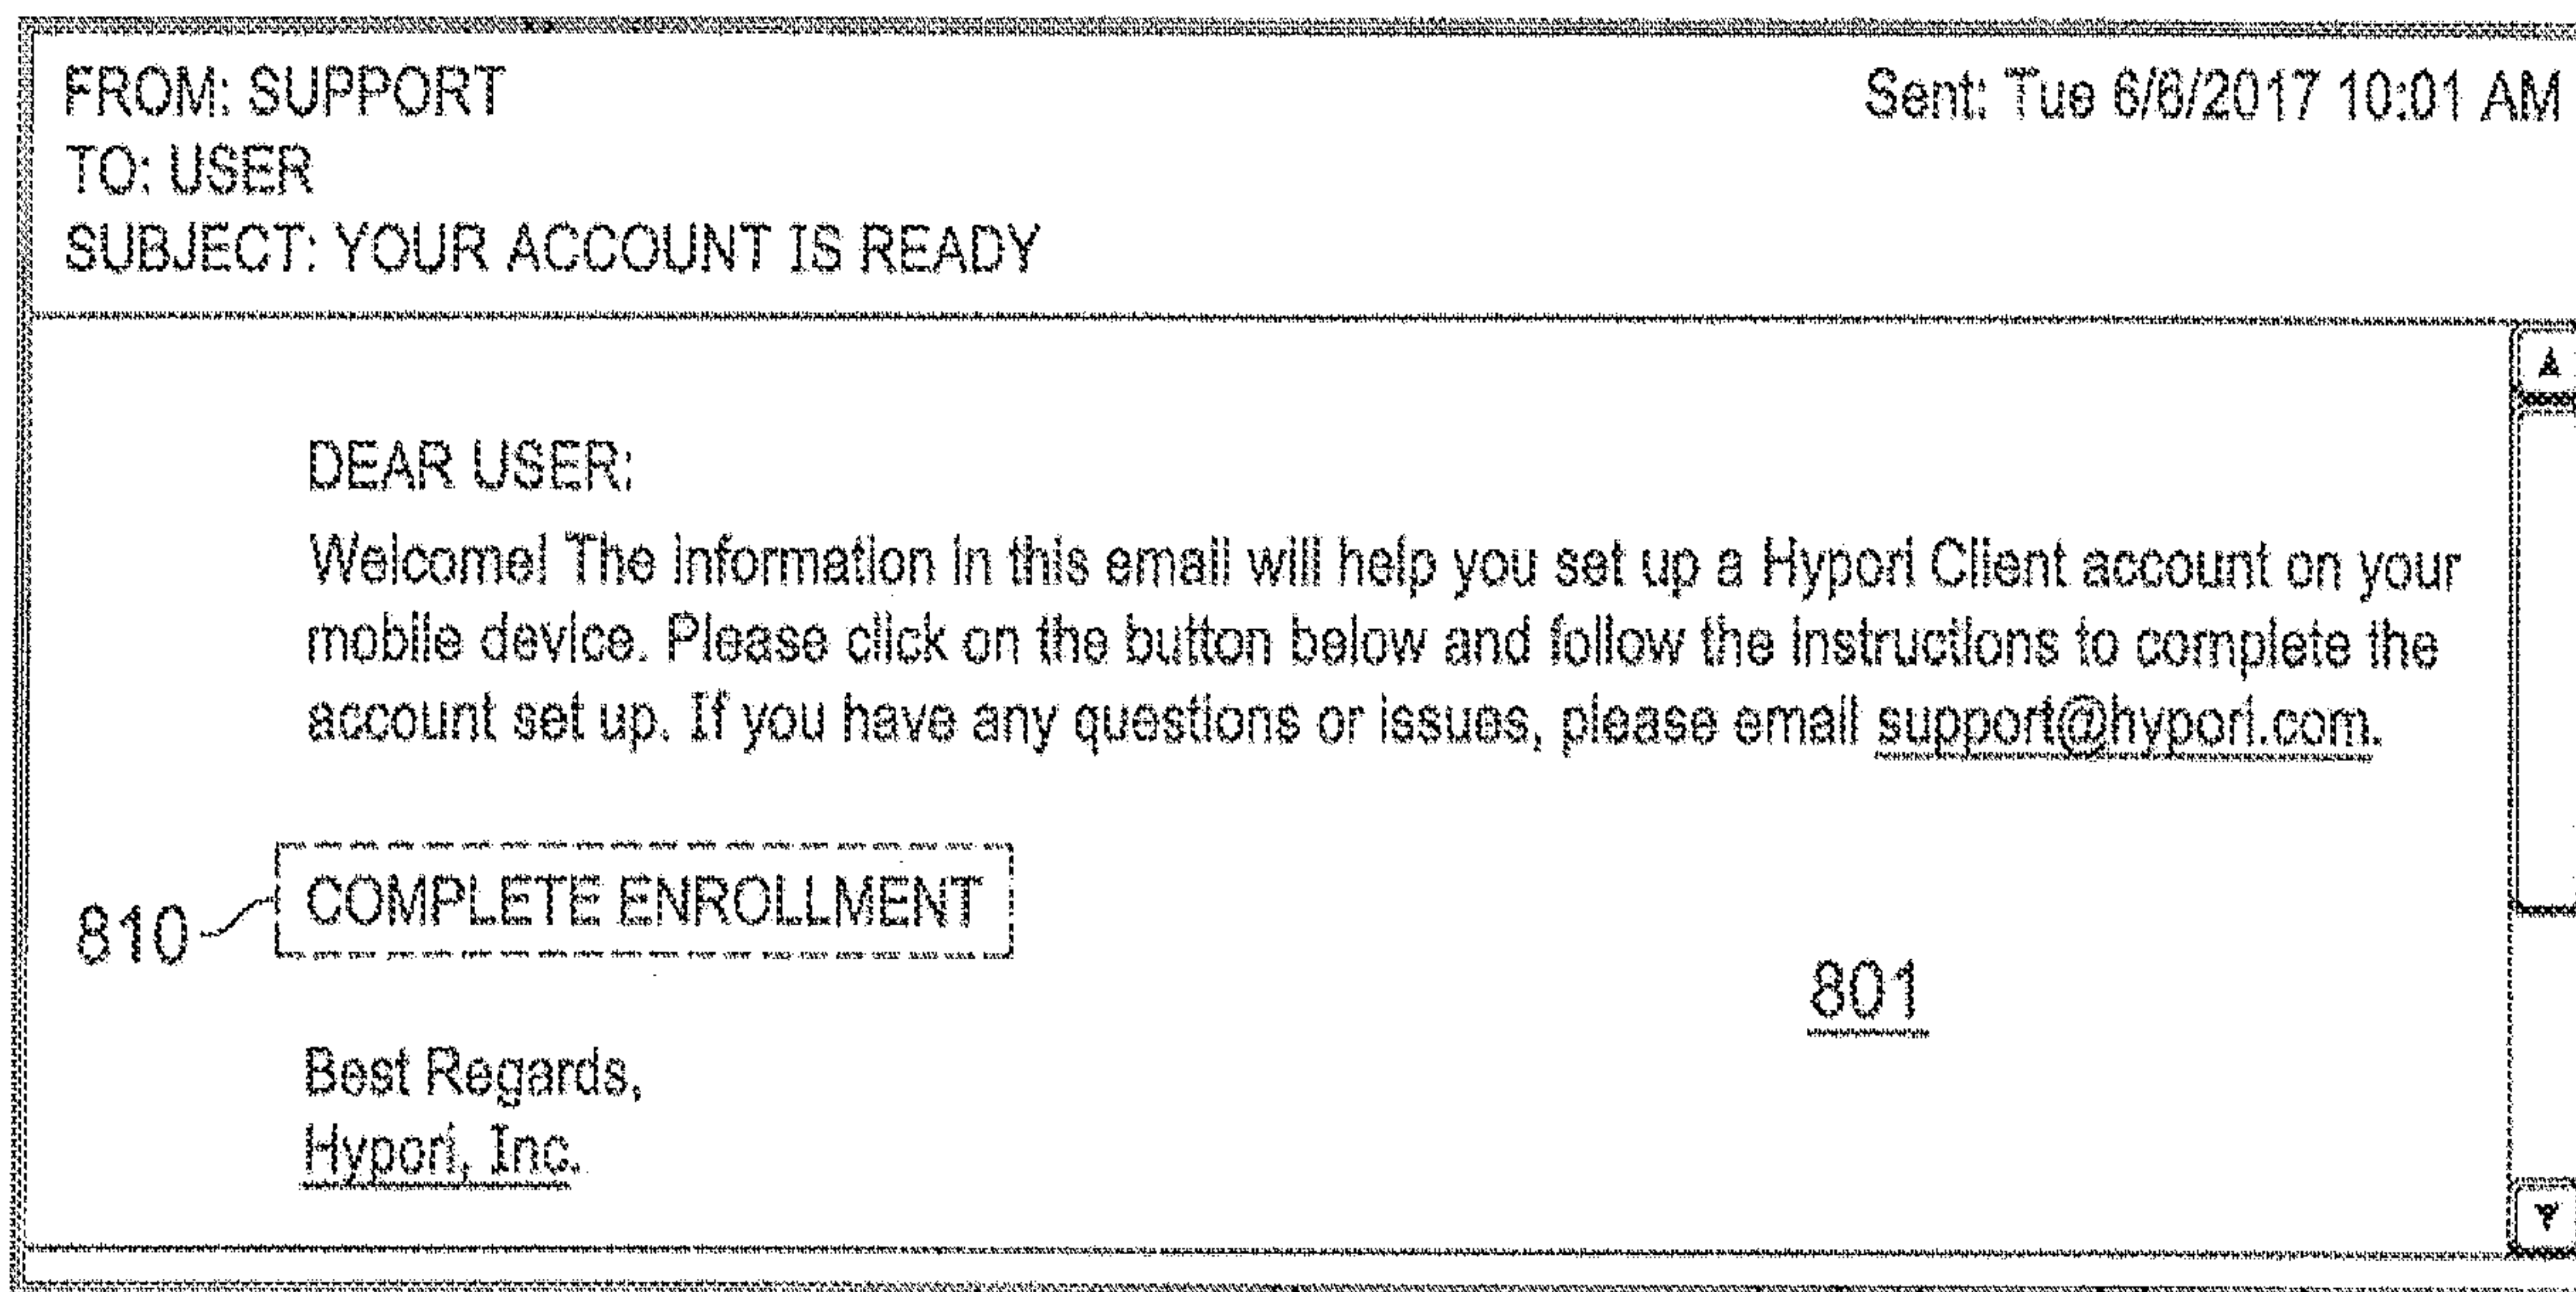 FROM: SUPPORT
Sent: Tue 6/6/2017 10:01 AM
TO: USER
SUBJECT: YOUR ACCOUNT IS READY
DEAR USER:
Welcome! The information in this email will help you set up a Hypori Client account on your
mobile device. Please click on the button below and follow the instructions to complete the
account set up. If you have any questions or issues, please email support@hypori.com.
810
COMPLETE ENROLLMENT
801
Best Regards,
Hypori, Inc.